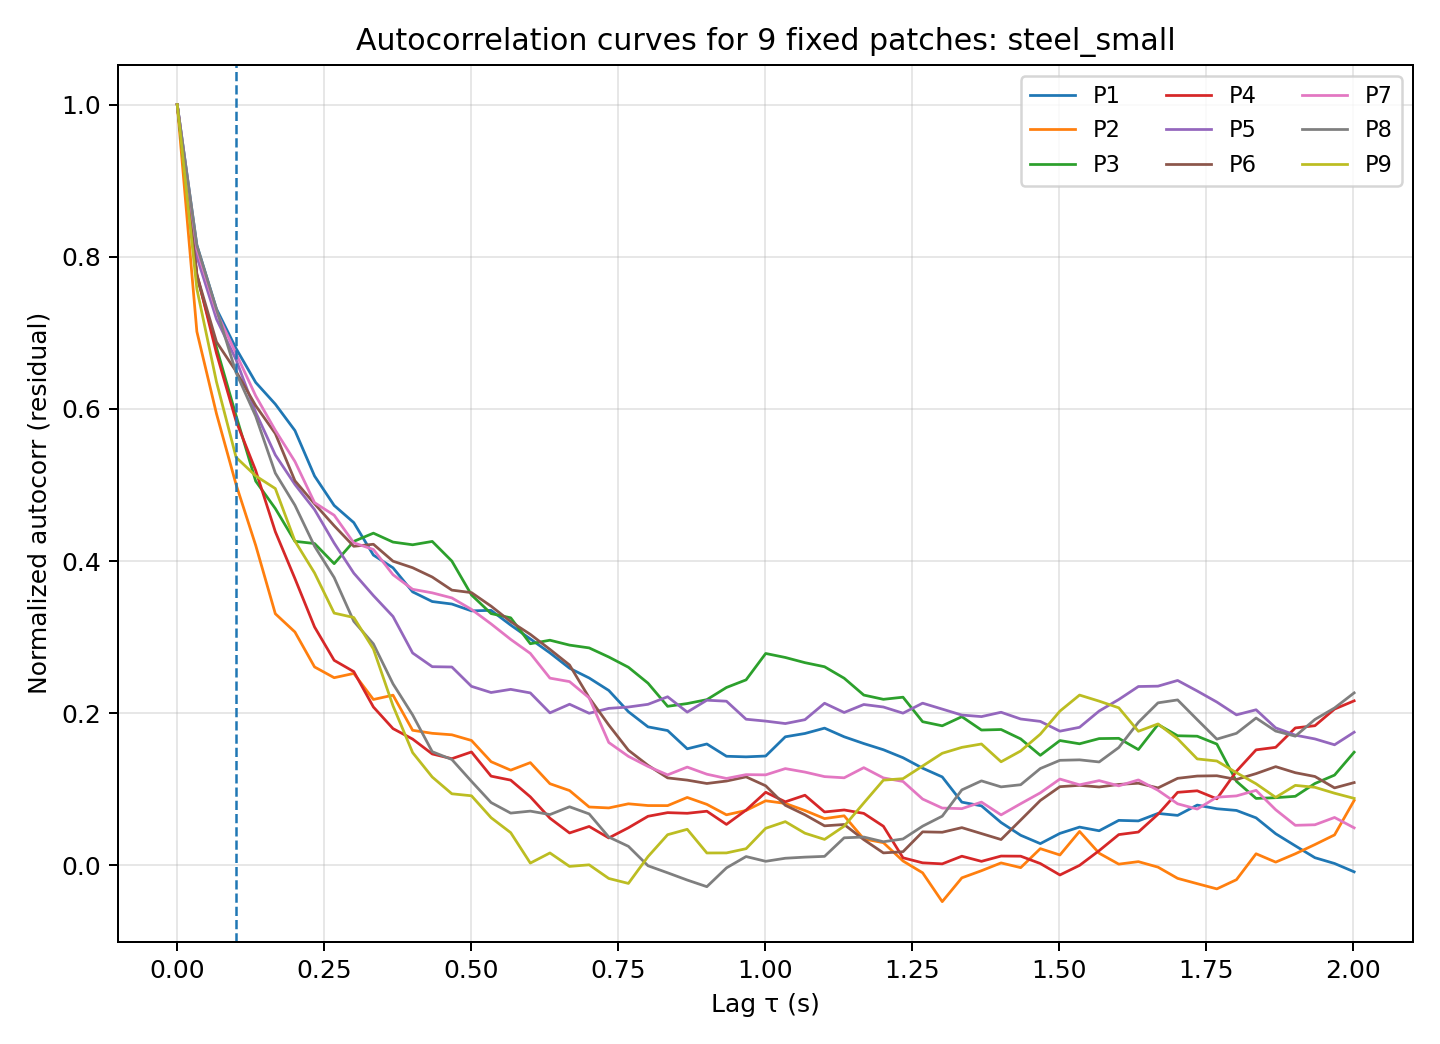 Autocorrelation curves for 9 fixed patches: steel_small
Normalized autocorr (residual)
1.0
0.8
0.6
0.4
0.2
0.0
P1 P4 P7
P2 P5 P8
P3 P6 P9
0.00 0.25 0.50 0.75 1.00 1.25 1.50 1.75 2.00
Lag τ (s)